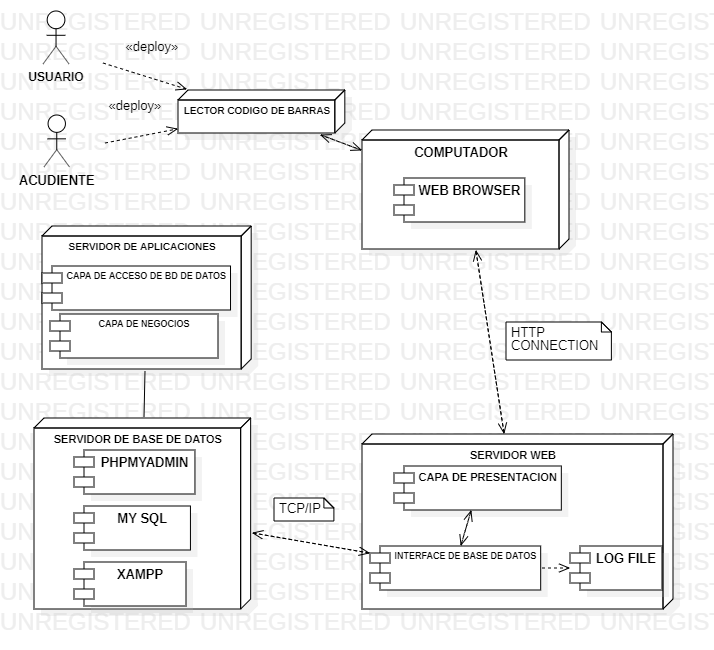 «deploy»
USUARIO
«deploy»
LECTOR CODIGO DE BARRAS
ACUDIENTE
COMPUTADOR
WEB BROWSER
SERVIDOR DE APLICACIONES
CAPA DE ACCESO DE BD DE DATOS
CAPA DE NEGOCIOS
HTTP
CONNECTION
SERVIDOR DE BASE DE DATOS
PHPMYADMIN
MY SQL
XAMPP
TCP/IP
SERVIDOR WEB
CAPA DE PRESENTACION
INTERFACE DE BASE DE DATOS
LOG FILE
UNREGISTERED UNREGISTERED UNREGISTERED UNREGIS